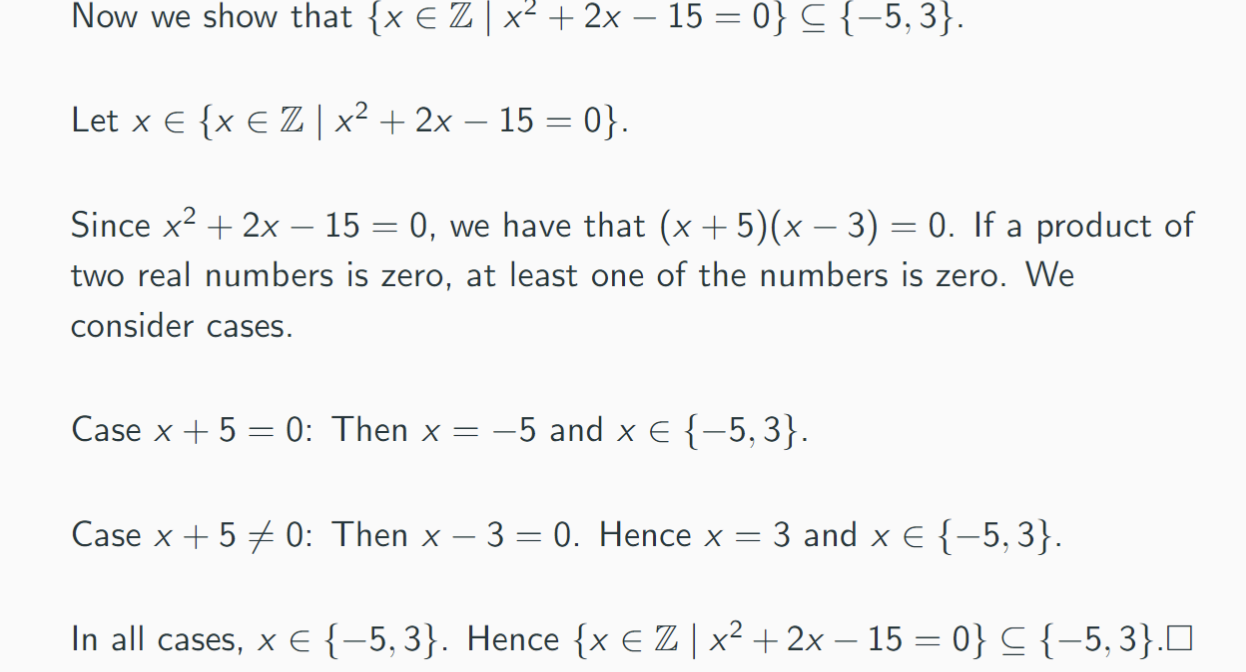 Now we show that {x ∈ ℤ | x² + 2x − 15 = 0} ⊆ {−5, 3}.
Let x ∈ {x ∈ ℤ | x² + 2x − 15 = 0}.
Since x² + 2x − 15 = 0, we have that (x + 5)(x − 3) = 0. If a product of
two real numbers is zero, at least one of the numbers is zero. We
consider cases.
Case x + 5 = 0: Then x = −5 and x ∈ {−5, 3}.
Case x + 5 ≠ 0: Then x − 3 = 0. Hence x = 3 and x ∈ {−5, 3}.
In all cases, x ∈ {−5, 3}. Hence {x ∈ ℤ | x² + 2x − 15 = 0} ⊆ {−5, 3}.□